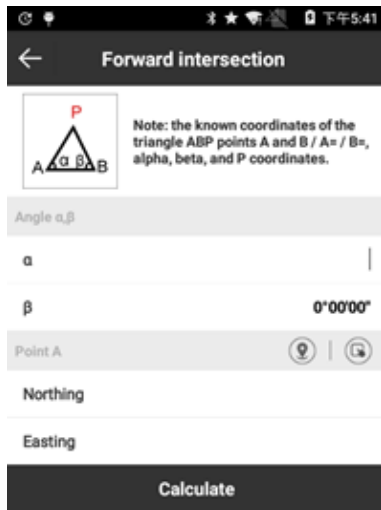 下午5:41
Forward intersection
P
A α β B
Note: the known coordinates of the
triangle ABP points A and B / A= / B=,
alpha, beta, and P coordinates.
Angle α,β
α
β 0°00'00"
Point A
Northing
Easting
Calculate